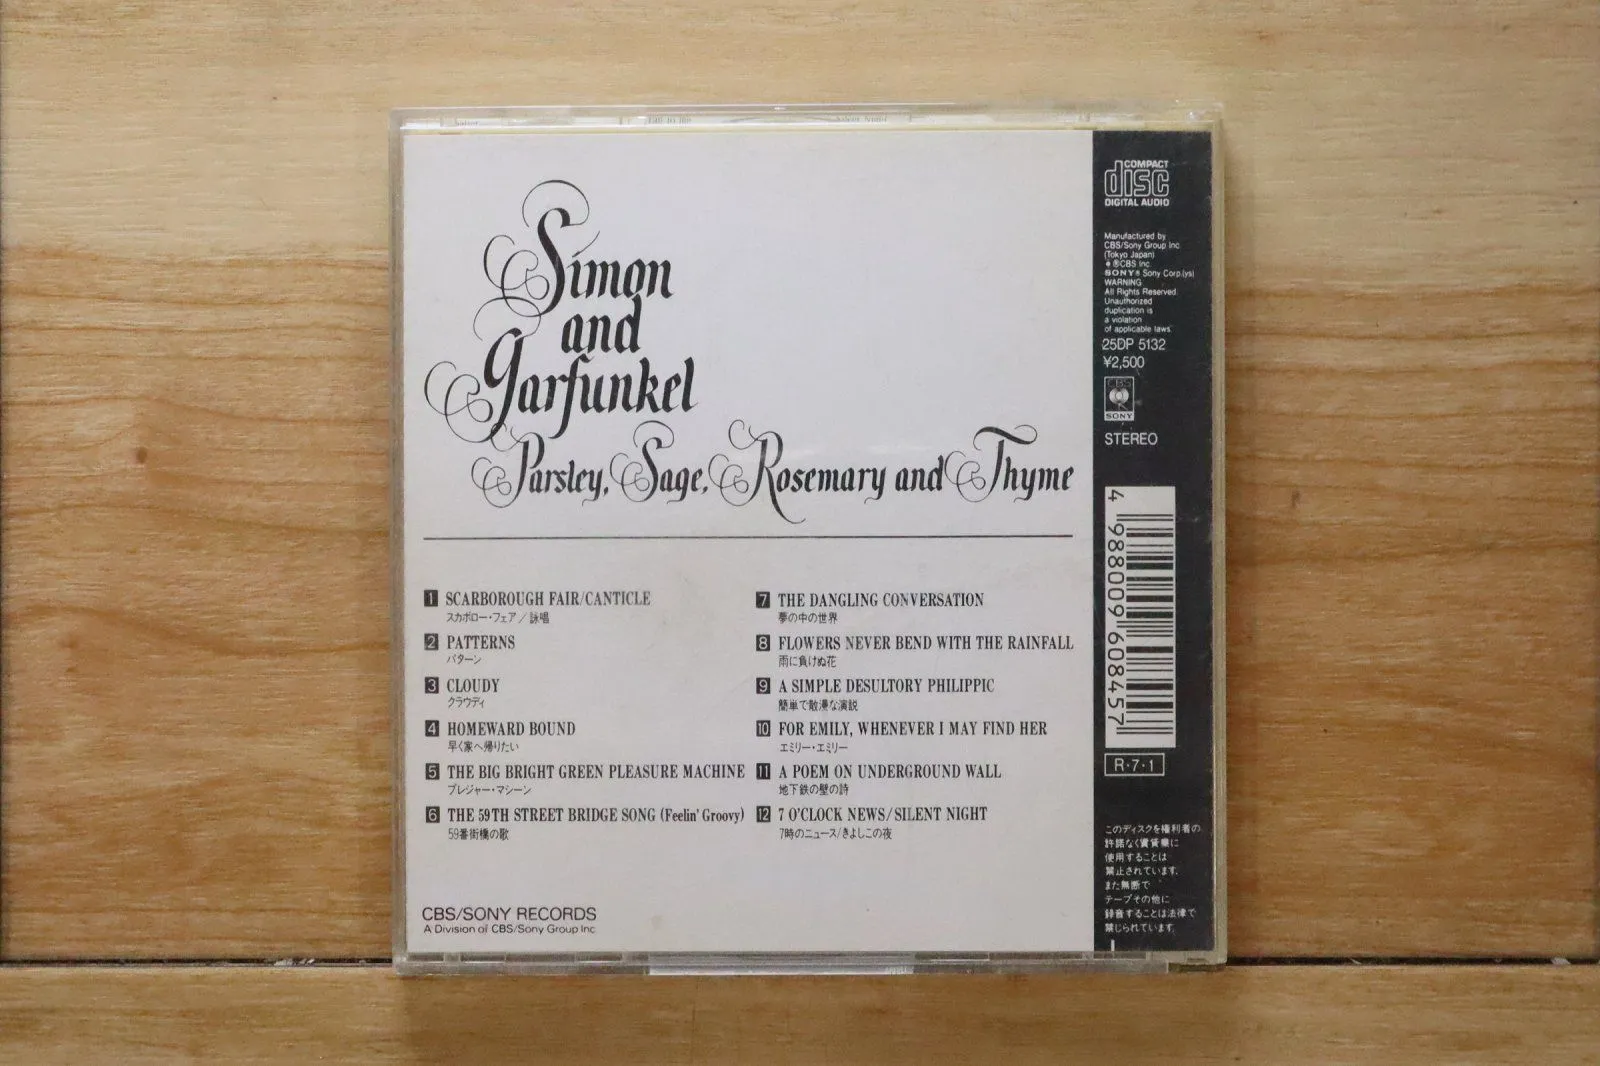 Simon
and
Garfunkel
Parsley, Sage, Rosemary and Thyme
1 SCARBOROUGH FAIR/CANTICLE
スカボロー・フェア／詠唱
2 PATTERNS
パターン
3 CLOUDY
クラウディ
4 HOMEWARD BOUND
早く家へ帰りたい
5 THE BIG BRIGHT GREEN PLEASURE MACHINE
プレジャー・マシーン
6 THE 59TH STREET BRIDGE SONG (Feelin' Groovy)
59番街橋の歌
7 THE DANGLING CONVERSATION
夢の中の世界
8 FLOWERS NEVER BEND WITH THE RAINFALL
雨に負けぬ花
9 A SIMPLE DESULTORY PHILIPPIC
簡単で散漫な演説
10 FOR EMILY, WHENEVER I MAY FIND HER
エミリー・エミリー
11 A POEM ON UNDERGROUND WALL
地下鉄の壁の詩
12 7 O'CLOCK NEWS/SILENT NIGHT
7時のニュース/きよしこの夜
CBS/SONY RECORDS
A Division of CBS/Sony Group Inc
COMPACT
disc
DIGITAL AUDIO
Manufactured by
CBS/Sony Group Inc.
(Tokyo Japan)
℗CBS Inc.
SONY® Sony Corp.(ys)
WARNING
All Rights Reserved
Unauthorized
duplication is
a violation
of applicable laws.
25DP 5132
¥2,500
CBS
SONY
STEREO
4 988009 608457
R・7・1
このディスクを権利者の
許諾なく賃貸業に
使用することは
禁止されています。
また無断で
テープその他に
録音することは法律で
禁じられています。